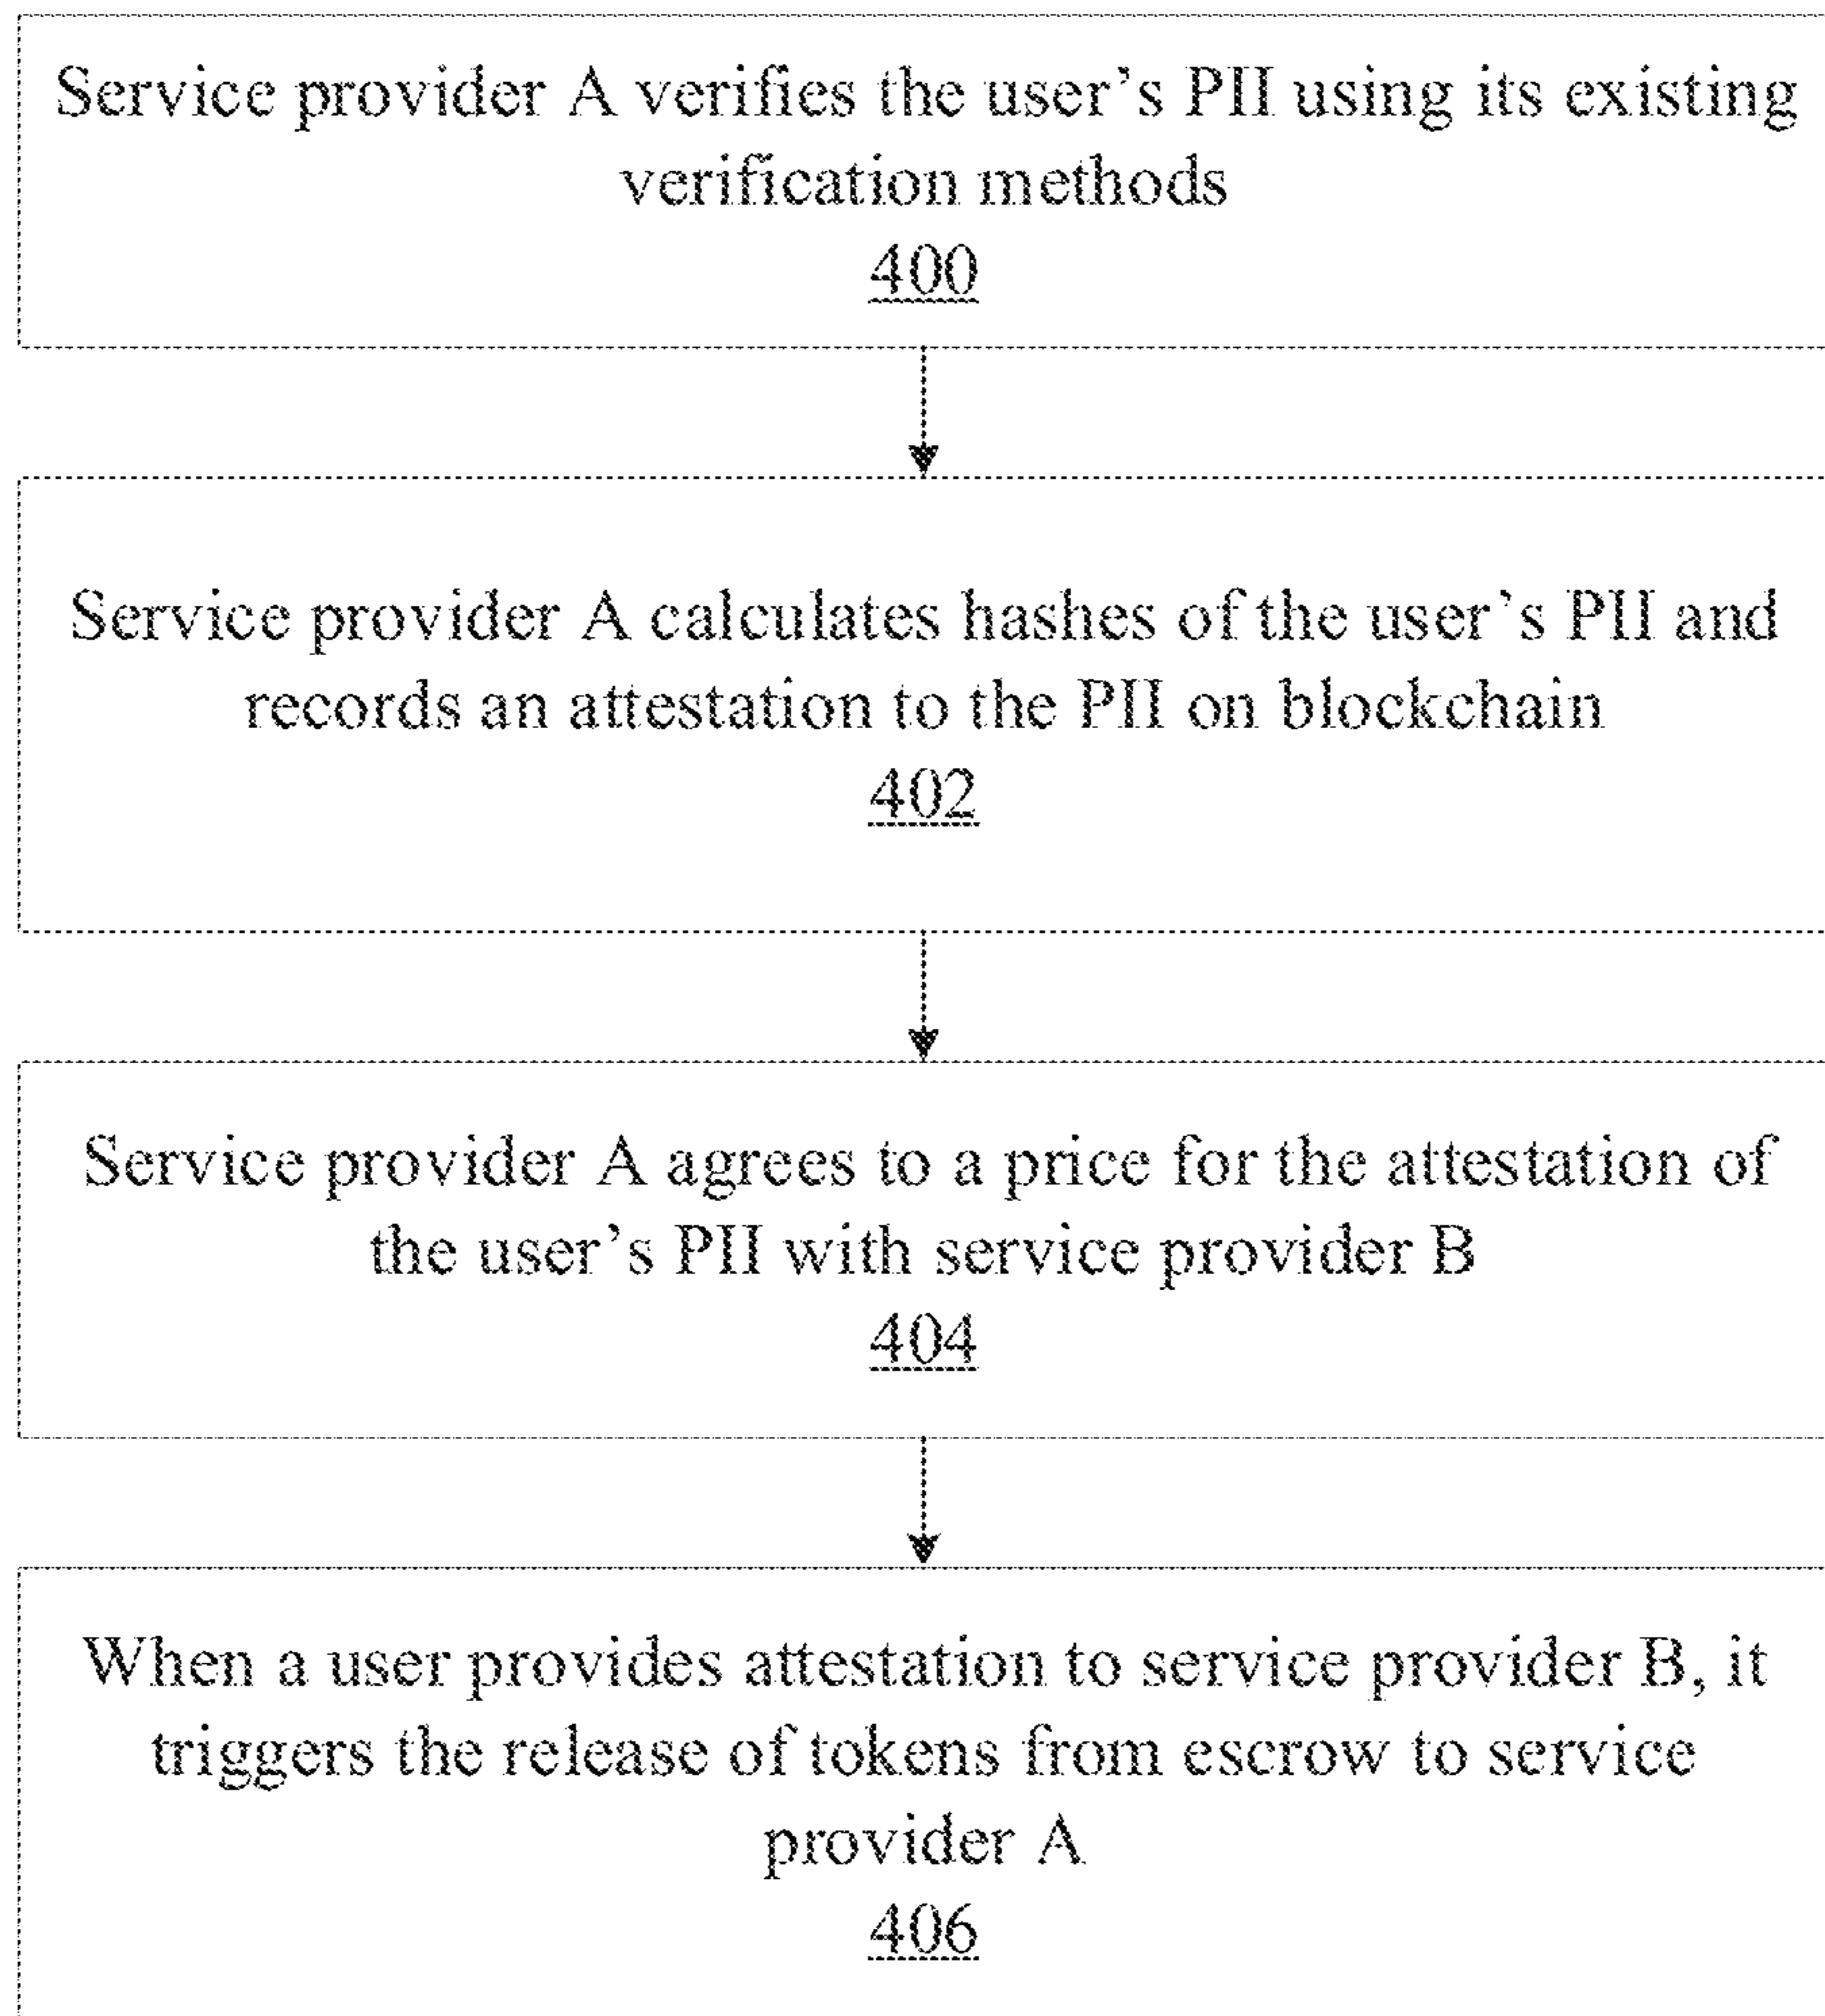 Service provider A verifies the user’s PII using its existing
verification methods
400
Service provider A calculates hashes of the user’s PII and
records an attestation to the PII on blockchain
402
Service provider A agrees to a price for the attestation of
the user’s PII with service provider B
404
When a user provides attestation to service provider B, it
triggers the release of tokens from escrow to service
provider A
406